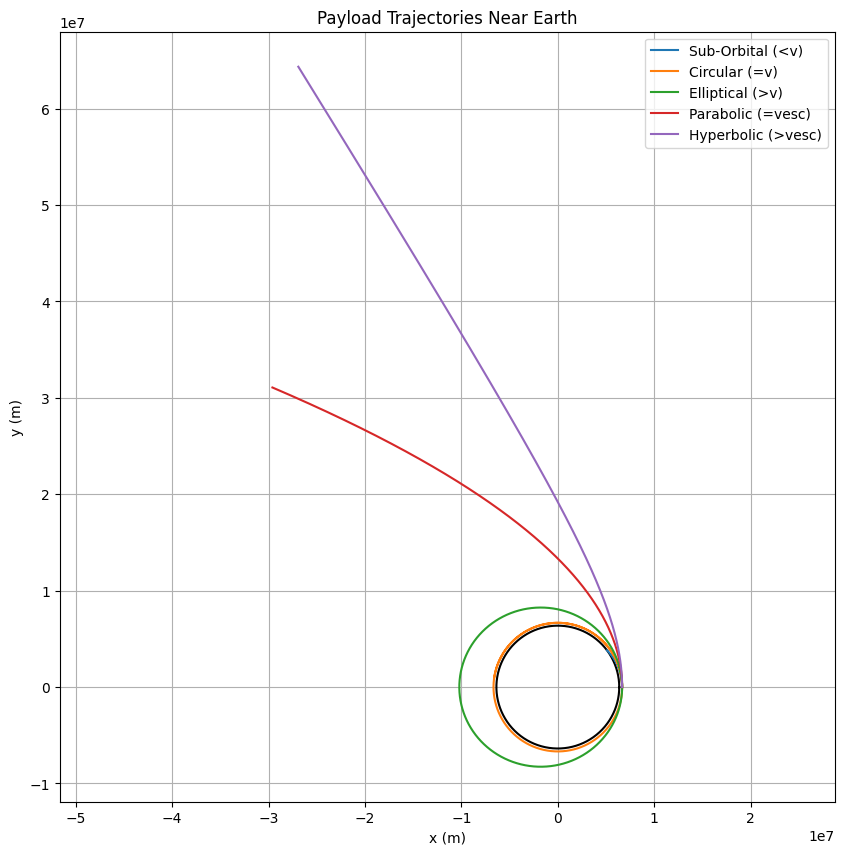 Payload Trajectories Near Earth
1e7
Sub-Orbital (<v)
Circular (=v)
Elliptical (>v)
Parabolic (=vesc)
Hyperbolic (>vesc)
6
5
4
3
2
1
0
−1
y (m)
−5
−4
−3
−2
−1
0
1
2
x (m)
1e7